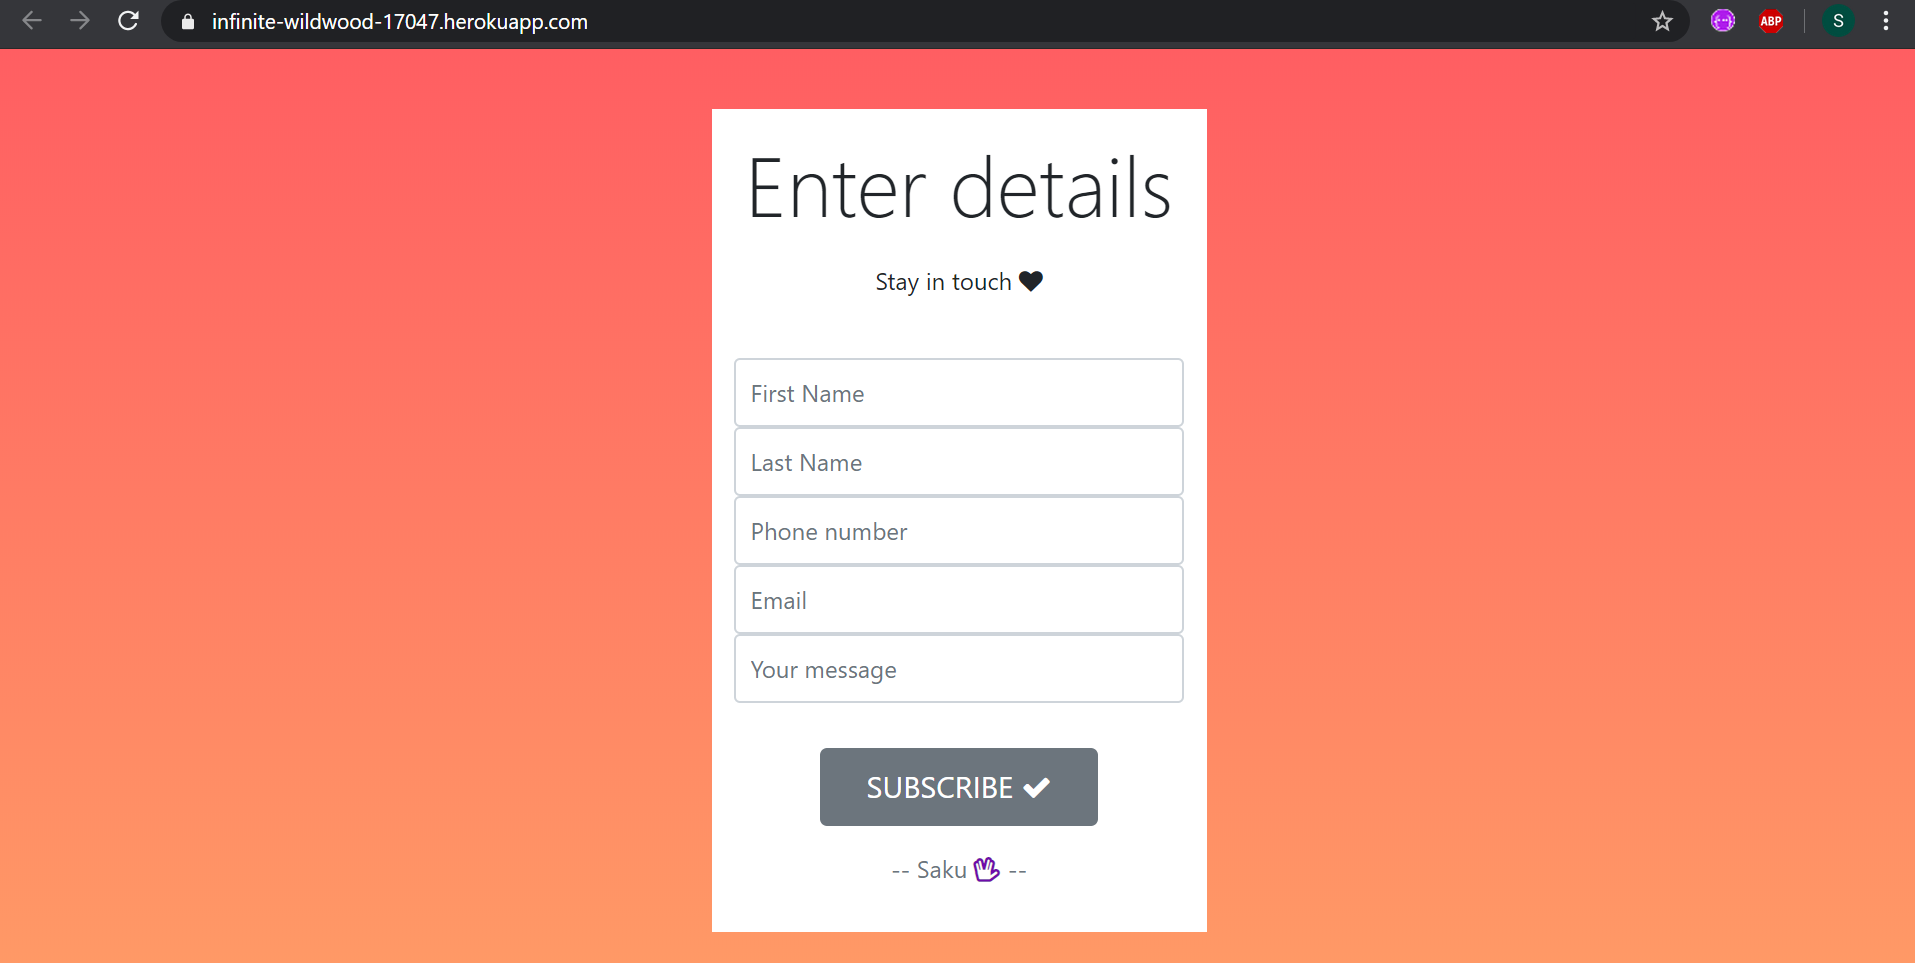 infinite-wildwood-17047.herokuapp.com
ABP
S
Enter details
Stay in touch
First Name
Last Name
Phone number
Email
Your message
SUBSCRIBE
-- Saku --